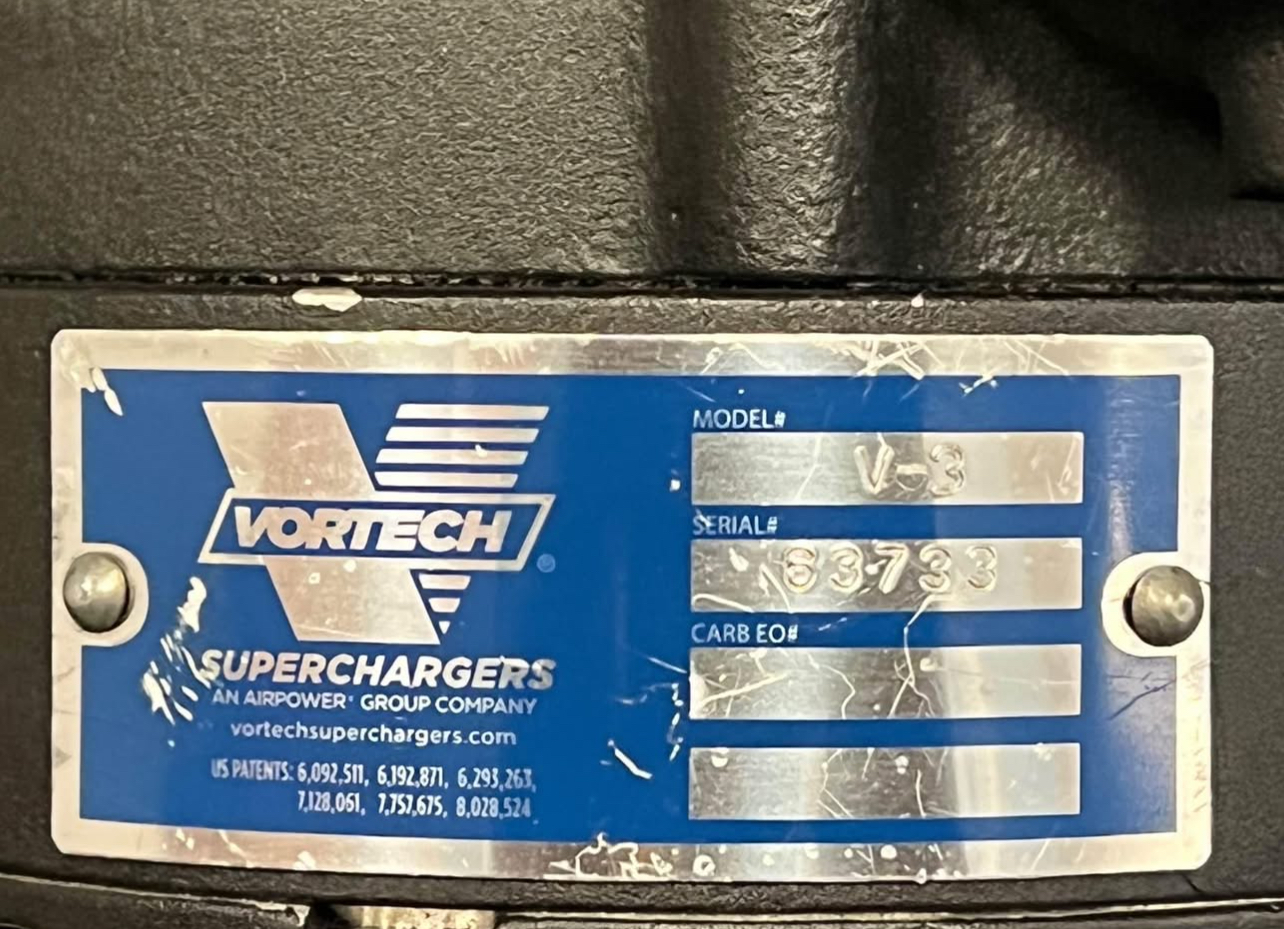 VORTECH
SUPERCHARGERS
AN AIRPOWER® GROUP COMPANY
vortechsuperchargers.com
US PATENTS: 6,092,511, 6,192,871, 6,293,263,
7,128,061, 7,757,675, 8,028,524
MODEL#
V-3
SERIAL#
63733
CARB EO#